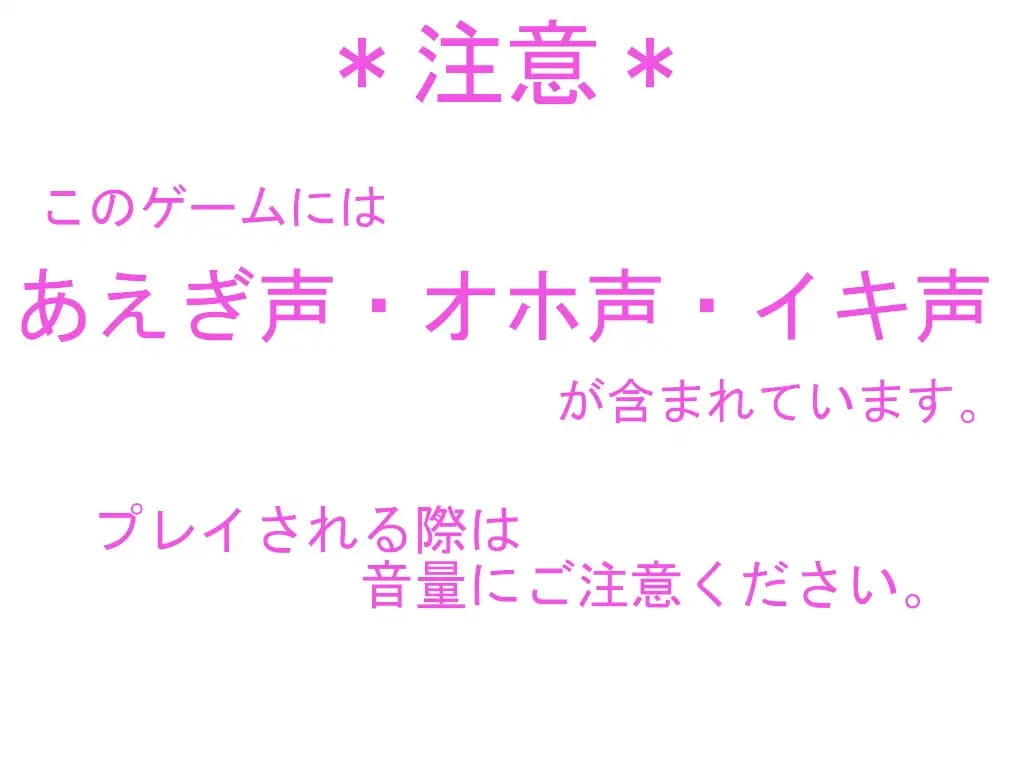 *注意*
このゲームには
あえぎ声・オホ声・イキ声
が含まれています。
プレイされる際は
音量にご注意ください。